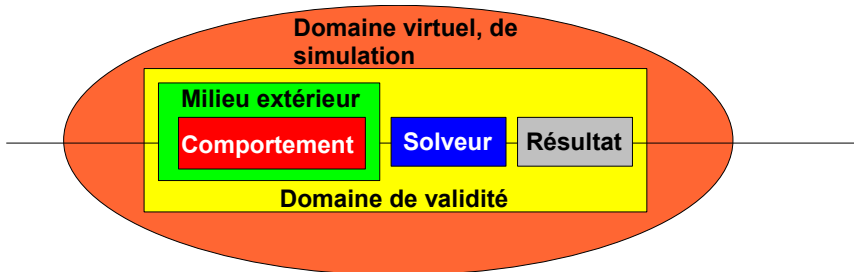 Domaine virtuel, de
simulation
Milieu extérieur
Comportement
Solveur
Résultat
Domaine de validité